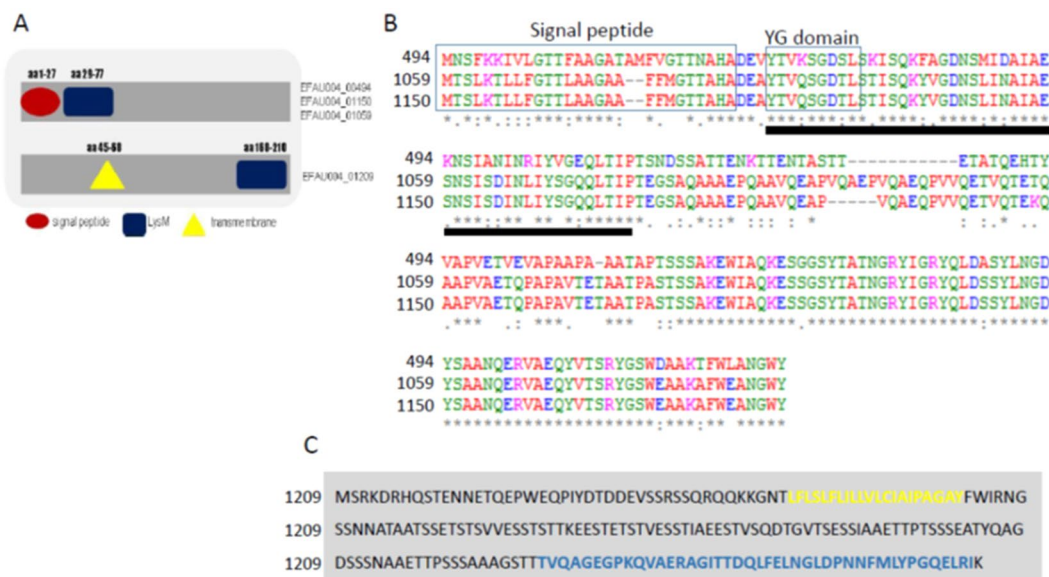 A
aa1-27 aa29-77
EFAU004_00494
EFAU004_01150
EFAU004_01059
aa45-68 aa168-210
EFAU004_01209
signal peptide LysM transmembrane
B
Signal peptide YG domain
494 MNSFKKIVLGTTFAAGATAMFVGTTNAHADEVYTVKSGDSLSKISQKFAGDNSMIDAIAE
1059 MTSLKTLLFGTTLAAGAA--FFMGTTAHADEAYTVQSGDTLSTISQKYVGDNSLINAIAE
1150 MTSLKTLLFGTTLAAGAA--FFMGTTAHADEAYTVQSGDTLSTISQKYVGDNSLINAIAE
494 KNSIANINRIYVGEQLTIPTSNDSSATTENKTTENTASTT-----------ETATQEHTY
1059 SNSISDINLIYSGQQLTIPTEGSAQAAAEPQAAVQEAPVQAEPVQAEQPVVQETVQTETQ
1150 SNSISDINLIYSGQQLTIPTEGSAQAAAEPQAAVQEAP-----VQAEQPVVQETVQTEKQ
494 VAPVETVEVAPAAPA-AATAPTSSSAKEWIAQKESGGSYTATNGRYIGRYQLDASYLNGD
1059 AAPVAETQPAPAVTETAATPASTSSAKEWIAQKESSGSYTATNGRYIGRYQLDSSYLNGD
1150 AAPVAETQPAPAVTETAATPASTSSAKEWIAQKESSGSYTATNGRYIGRYQLDSSYLNGD
494 YSAANQERVAEQYVTSRYGSWDAAKTFWLANGWY
1059 YSAANQERVAEQYVTSRYGSWEAAKAFWEANGWY
1150 YSAANQERVAEQYVTSRYGSWEAAKAFWEANGWY
C
1209 MSRKDRHQSTENNETQEPWEQPIYDTDDEVSSRSSQRQQKKGNTLFLSLFLILLVLCIAIPAGAYFWIRNG
1209 SSNNATAATSSETSTSVVESSTSTTKEESTETSTVESSTIAEESTVSQDTGVTSESSIAAETTPTSSSEATYQAG
1209 DSSSNAAETTPSSSAAAGSTTTVQAGEGPKQVAERAGITTDQLFELNGLDPNNFMLYPGQELRIK